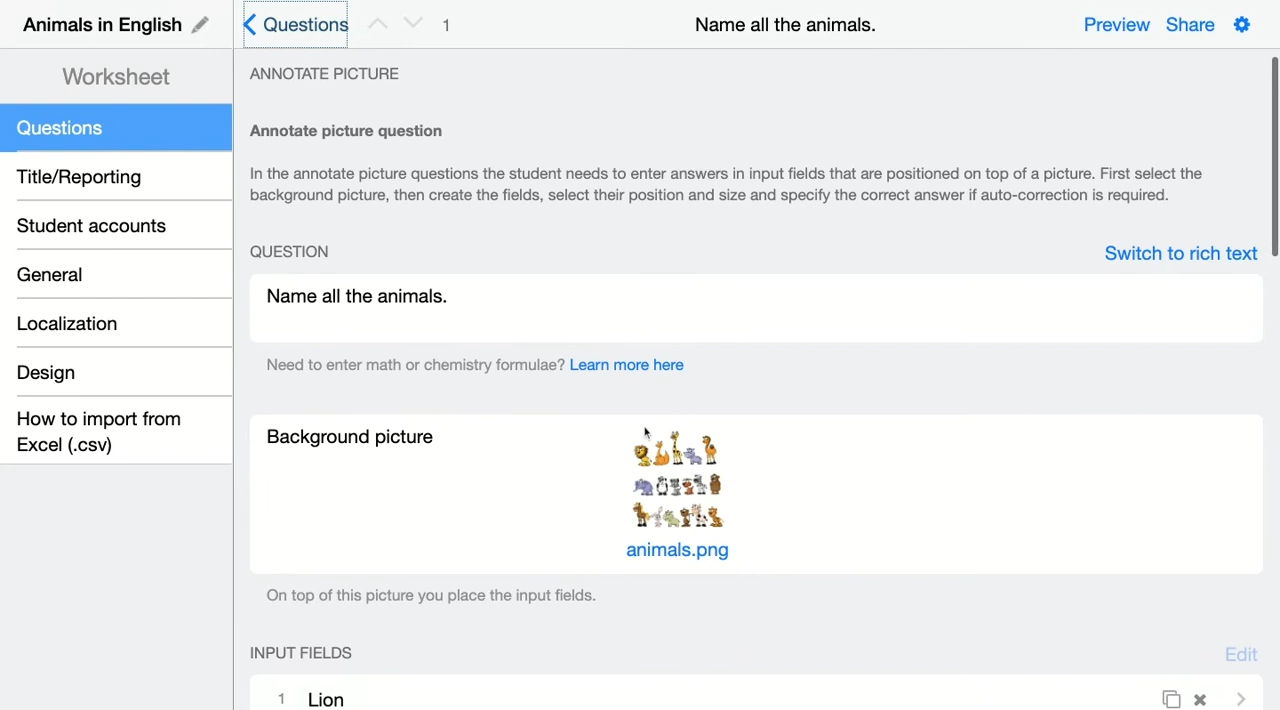 Animals in English
Questions
1
Name all the animals.
Preview
Share
Worksheet
Questions
Title/Reporting
Student accounts
General
Localization
Design
How to import from
Excel (.csv)
ANNOTATE PICTURE
Annotate picture question
In the annotate picture questions the student needs to enter answers in input fields that are positioned on top of a picture. First select the
background picture, then create the fields, select their position and size and specify the correct answer if auto-correction is required.
QUESTION
Switch to rich text
Name all the animals.
Need to enter math or chemistry formulae? Learn more here
Background picture
animals.png
On top of this picture you place the input fields.
INPUT FIELDS
Edit
1 Lion